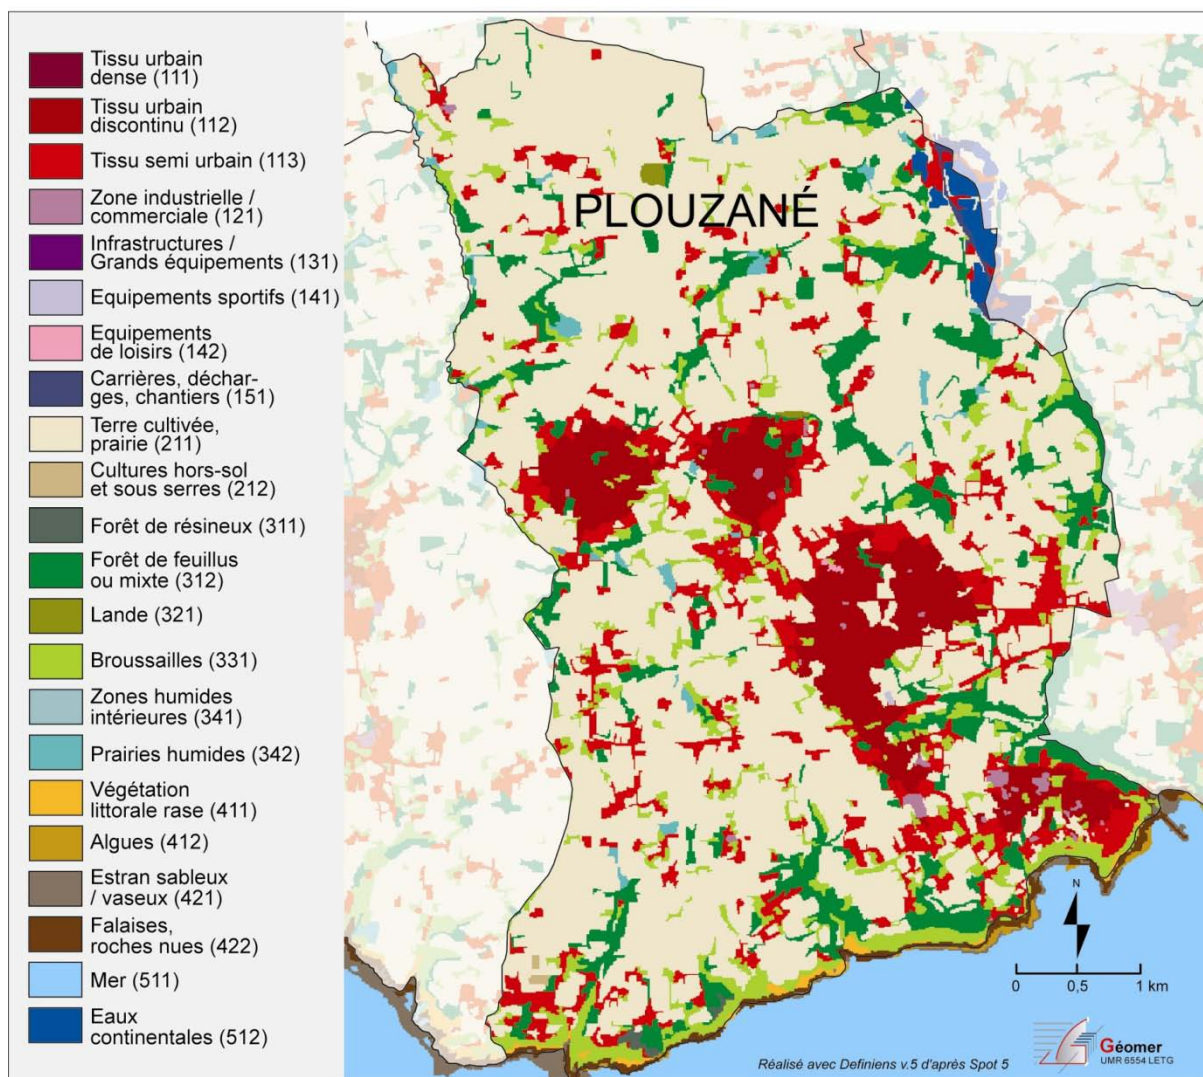 Tissu urbain
dense (111)
Tissu urbain
discontinu (112)
Tissu semi urbain (113)
Zone industrielle /
commerciale (121)
Infrastructures /
Grands équipements (131)
Equipements sportifs (141)
Equipements
de loisirs (142)
Carrières, déchar-
ges, chantiers (151)
Terre cultivée,
prairie (211)
Cultures hors-sol
et sous serres (212)
Forêt de résineux (311)
Forêt de feuillus
ou mixte (312)
Lande (321)
Broussailles (331)
Zones humides
intérieures (341)
Prairies humides (342)
Végétation
littorale rase (411)
Algues (412)
Estran sableux
/ vaseux (421)
Falaises,
roches nues (422)
Mer (511)
Eaux
continentales (512)
PLOUZANÉ
N
0 0,5 1 km
Réalisé avec Definiens v.5 d'après Spot 5
Géomer
UMR 6554 LETG